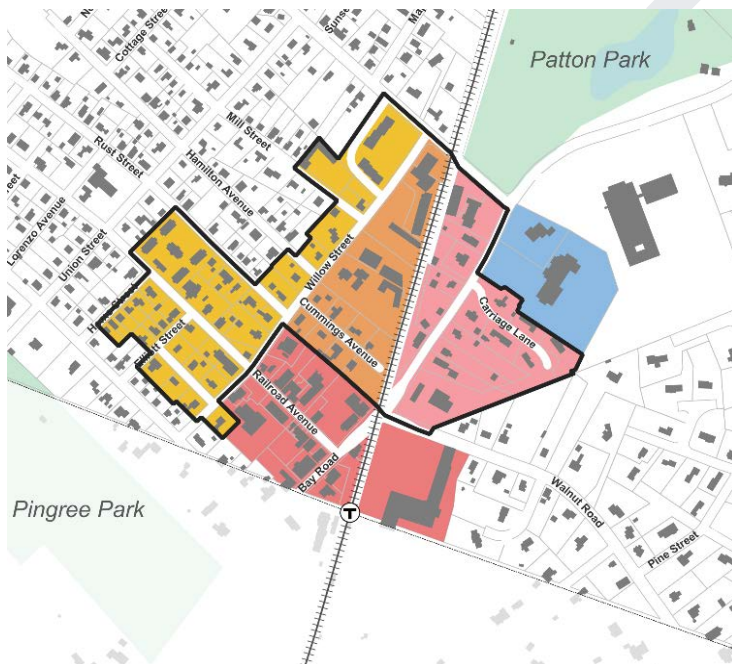 Cottage Street
Patton Park
Mill Street
Rust Street
Hamilton Avenue
Lorenzo Avenue
Union Street
Willow Street
Cummings Avenue
Carriage Lane
Railroad Avenue
Bay Road
Walnut Road
Pingree Park
T
Pine Street